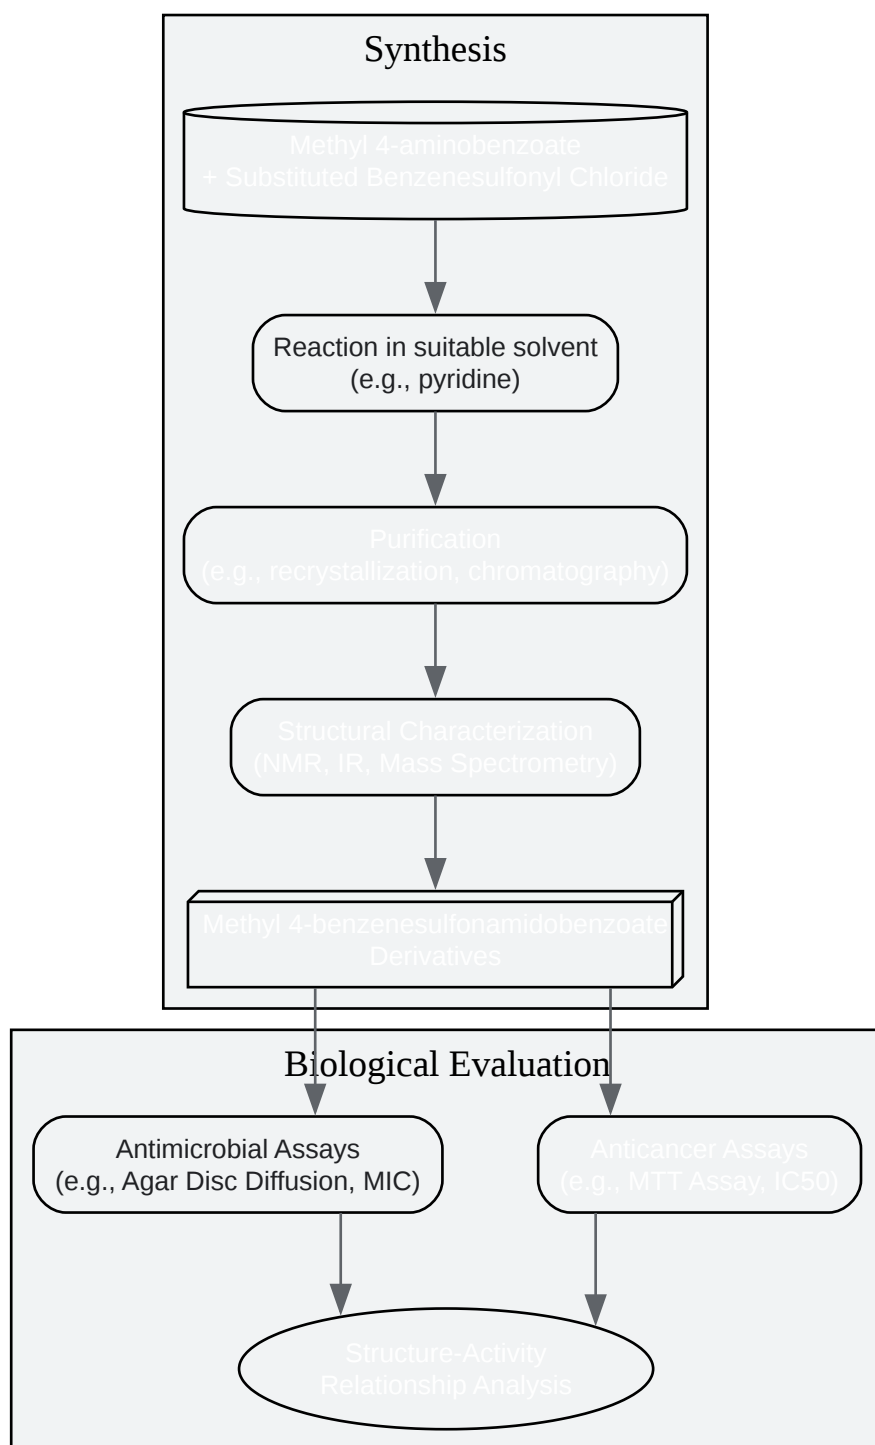 Synthesis
Methyl 4-aminobenzoate
+ Substituted Benzenesulfonyl Chloride
Reaction in suitable solvent
(e.g., pyridine)
Purification
(e.g., recrystallization, chromatography)
Structural Characterization
(NMR, IR, Mass Spectrometry)
Methyl 4-benzenesulfonamidobenzoate
Derivatives
Biological Evaluation
Antimicrobial Assays
(e.g., Agar Disc Diffusion, MIC)
Anticancer Assays
(e.g., MTT Assay, IC50)
Structure-Activity
Relationship Analysis